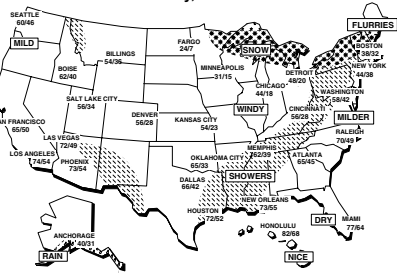 SEATTLE
60/46
MILD
BILLINGS
54/35
FARGO
24/7
SNOW
FLURRIES
BOSTON
38/32
NEW YORK
44/38
BOISE
62/40
MINNEAPOLIS
31/15
DETROIT
48/20
CHICAGO
44/18
WASHINGTON
58/42
SALT LAKE CITY
56/34
DENVER
56/28
KANSAS CITY
54/23
WINDY
CINCINNATI
56/28
MILDER
AN FRANCISCO
65/50
RALEIGH
70/49
LAS VEGAS
72/49
LOS ANGELES
74/54
PHOENIX
73/54
OKLAHOMA CITY
65/33
MEMPHIS
62/39
ATLANTA
65/45
SHOWERS
DALLAS
66/42
NEW ORLEANS
73/55
HOUSTON
72/52
DRY
MIAMI
77/64
HONOLULU
82/68
NICE
ANCHORAGE
40/31
RAIN